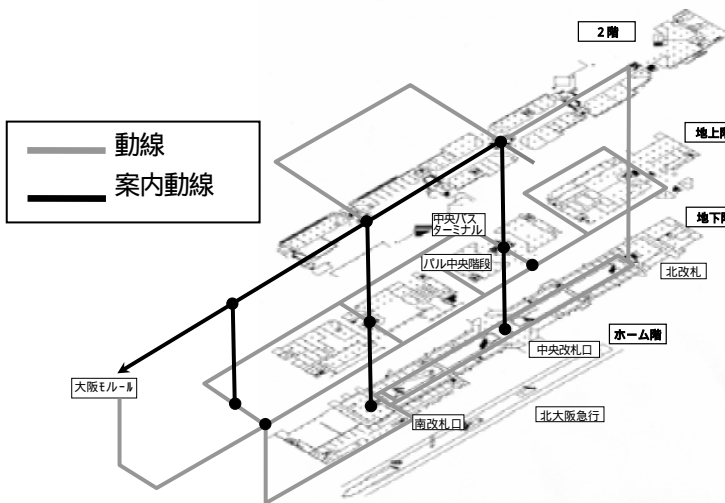 2階
動線
案内動線
地上階
中央バス
ターミナル
地下階
パル中央階段
北改札
ホーム階
中央改札口
大阪モルール
南改札口
北大阪急行